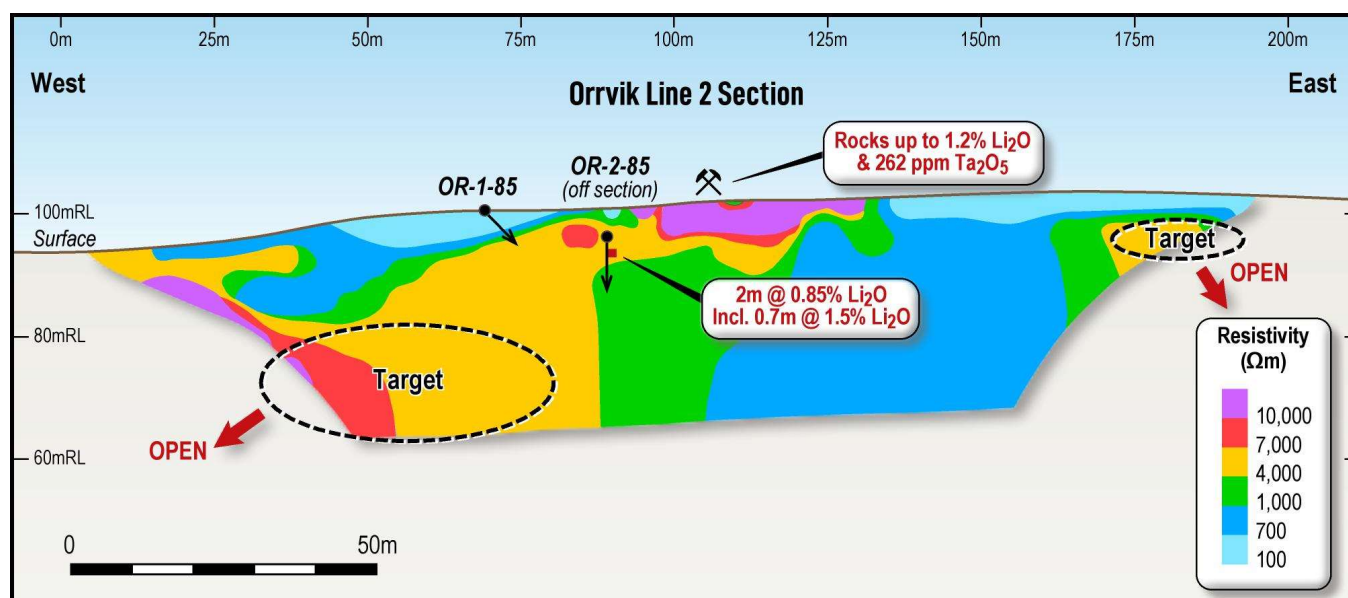 0m 25m 50m 75m 100m 125m 150m 175m 200m
West
East
Orrvik Line 2 Section
Rocks up to 1.2% Li₂O
& 262 ppm Ta₂O₅
OR-1-85
OR-2-85
(off section)
100mRL
Surface
Target
OPEN
2m @ 0.85% Li₂O
Incl. 0.7m @ 1.5% Li₂O
80mRL
Target
OPEN
60mRL
Resistivity
(Ωm)
10,000
7,000
4,000
1,000
700
100
0 50m